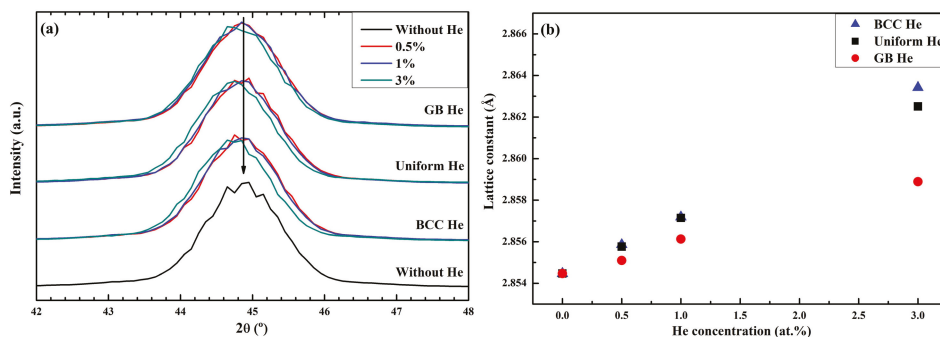 (a)
Without He
0.5%
1%
3%
GB He
Uniform He
BCC He
Without He
Intensity (a.u.)
42 43 44 45 46 47 48
2θ (º)
(b)
BCC He
Uniform He
GB He
2.866
2.864
2.862
2.860
2.858
2.856
2.854
Lattice constant (Å)
0.0 0.5 1.0 1.5 2.0 2.5 3.0
He concentration (at.%)